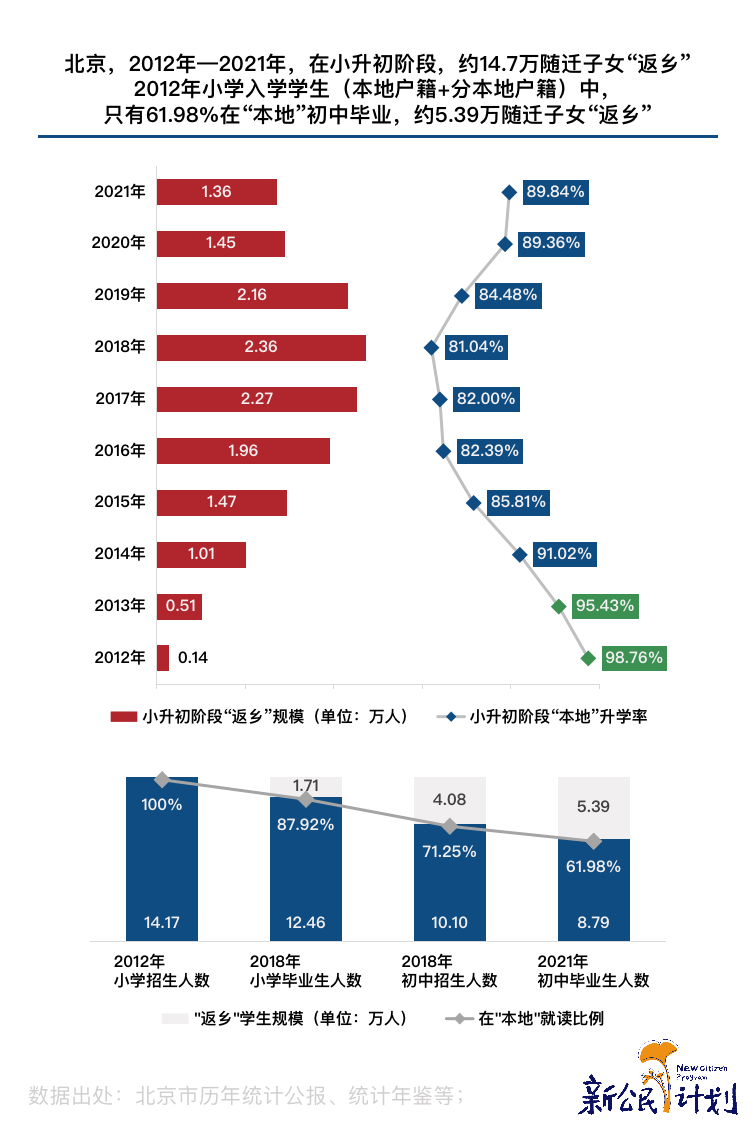 北京，2012年—2021年，在小升初阶段，约14.7万随迁子女“返乡”
2012年小学入学学生（本地户籍+分本地户籍）中，
只有61.98%在“本地”初中毕业，约5.39万随迁子女“返乡”
2021年 1.36 89.84%
2020年 1.45 89.36%
2019年 2.16 84.48%
2018年 2.36 81.04%
2017年 2.27 82.00%
2016年 1.96 82.39%
2015年 1.47 85.81%
2014年 1.01 91.02%
2013年 0.51 95.43%
2012年 0.14 98.76%
小升初阶段“返乡”规模（单位：万人） 小升初阶段“本地”升学率
1.71 4.08 5.39
100% 87.92% 71.25% 61.98%
14.17 12.46 10.10 8.79
2012年 2018年 2018年 2021年
小学招生人数 小学毕业生人数 初中招生人数 初中毕业生人数
"返乡"学生规模（单位：万人） 在"本地"就读比例
New Citizen
Program
新公民计划
数据出处：北京市历年统计公报、统计年鉴等；